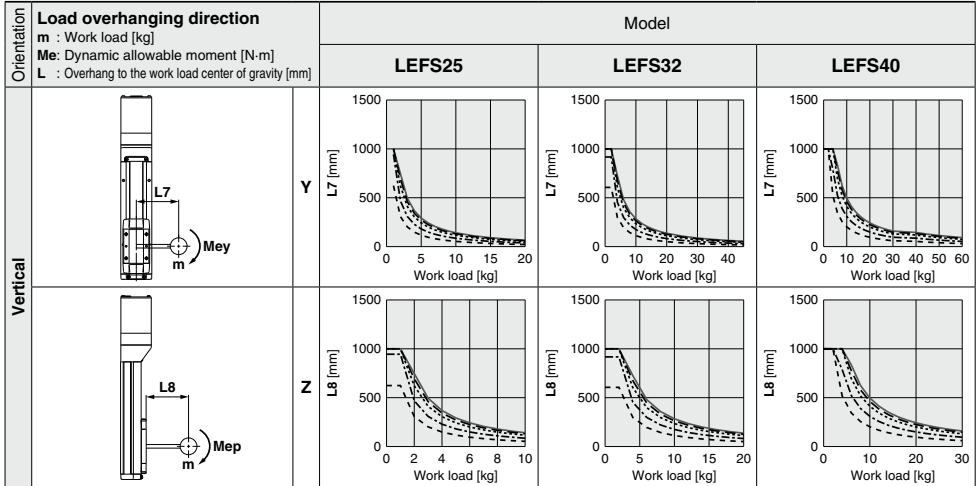 Orientation
Load overhanging direction
m : Work load [kg]
Me: Dynamic allowable moment [N·m]
L : Overhang to the work load center of gravity [mm]
Model
LEFS25
LEFS32
LEFS40
Vertical
L7
Mey
m
Y
1500
1000
500
0
L7 [mm]
0 5 10 15 20
Work load [kg]
1500
1000
500
0
L7 [mm]
0 10 20 30 40
Work load [kg]
1500
1000
500
0
L7 [mm]
0 10 20 30 40 50 60
Work load [kg]
L8
Mep
m
Z
1500
1000
500
0
L8 [mm]
0 2 4 6 8 10
Work load [kg]
1500
1000
500
0
L8 [mm]
0 5 10 15 20
Work load [kg]
1500
1000
500
0
L8 [mm]
0 10 20 30
Work load [kg]